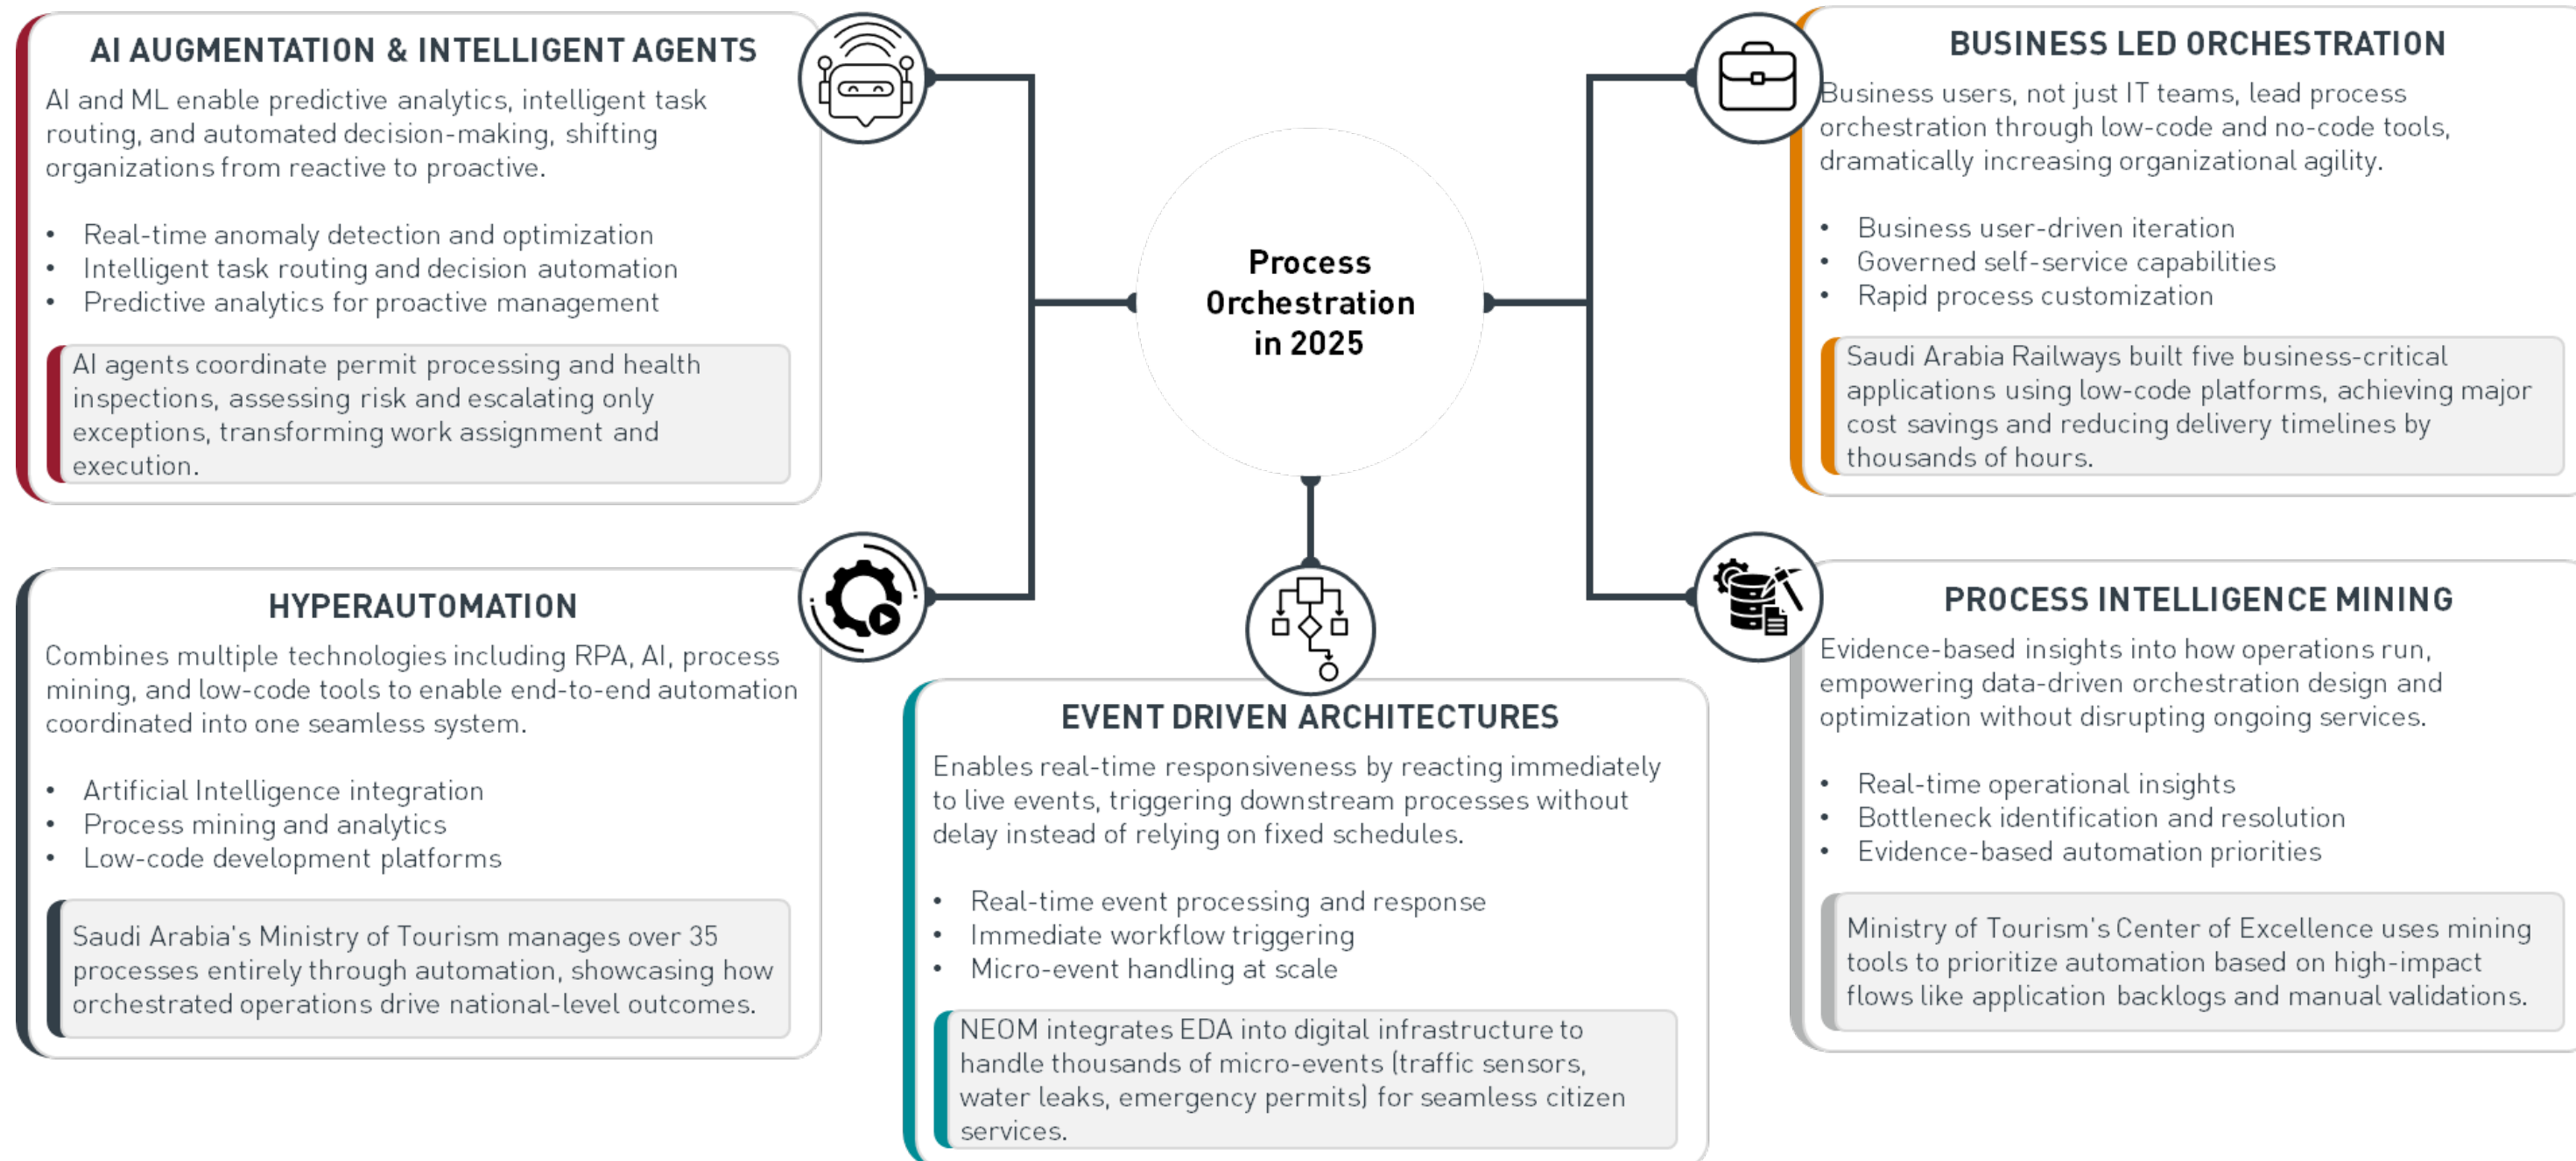 AI AUGMENTATION & INTELLIGENT AGENTS
AI and ML enable predictive analytics, intelligent task
routing, and automated decision-making, shifting
organizations from reactive to proactive.
• Real-time anomaly detection and optimization
• Intelligent task routing and decision automation
• Predictive analytics for proactive management
AI agents coordinate permit processing and health
inspections, assessing risk and escalating only
exceptions, transforming work assignment and
execution.
HYPERAUTOMATION
Combines multiple technologies including RPA, AI, process
mining, and low-code tools to enable end-to-end automation
coordinated into one seamless system.
• Artificial Intelligence integration
• Process mining and analytics
• Low-code development platforms
Saudi Arabia's Ministry of Tourism manages over 35
processes entirely through automation, showcasing how
orchestrated operations drive national-level outcomes.
Process
Orchestration
in 2025
EVENT DRIVEN ARCHITECTURES
Enables real-time responsiveness by reacting immediately
to live events, triggering downstream processes without
delay instead of relying on fixed schedules.
• Real-time event processing and response
• Immediate workflow triggering
• Micro-event handling at scale
NEOM integrates EDA into digital infrastructure to
handle thousands of micro-events (traffic sensors,
water leaks, emergency permits) for seamless citizen
services.
BUSINESS LED ORCHESTRATION
Business users, not just IT teams, lead process
orchestration through low-code and no-code tools,
dramatically increasing organizational agility.
• Business user-driven iteration
• Governed self-service capabilities
• Rapid process customization
Saudi Arabia Railways built five business-critical
applications using low-code platforms, achieving major
cost savings and reducing delivery timelines by
thousands of hours.
PROCESS INTELLIGENCE MINING
Evidence-based insights into how operations run,
empowering data-driven orchestration design and
optimization without disrupting ongoing services.
• Real-time operational insights
• Bottleneck identification and resolution
• Evidence-based automation priorities
Ministry of Tourism's Center of Excellence uses mining
tools to prioritize automation based on high-impact
flows like application backlogs and manual validations.